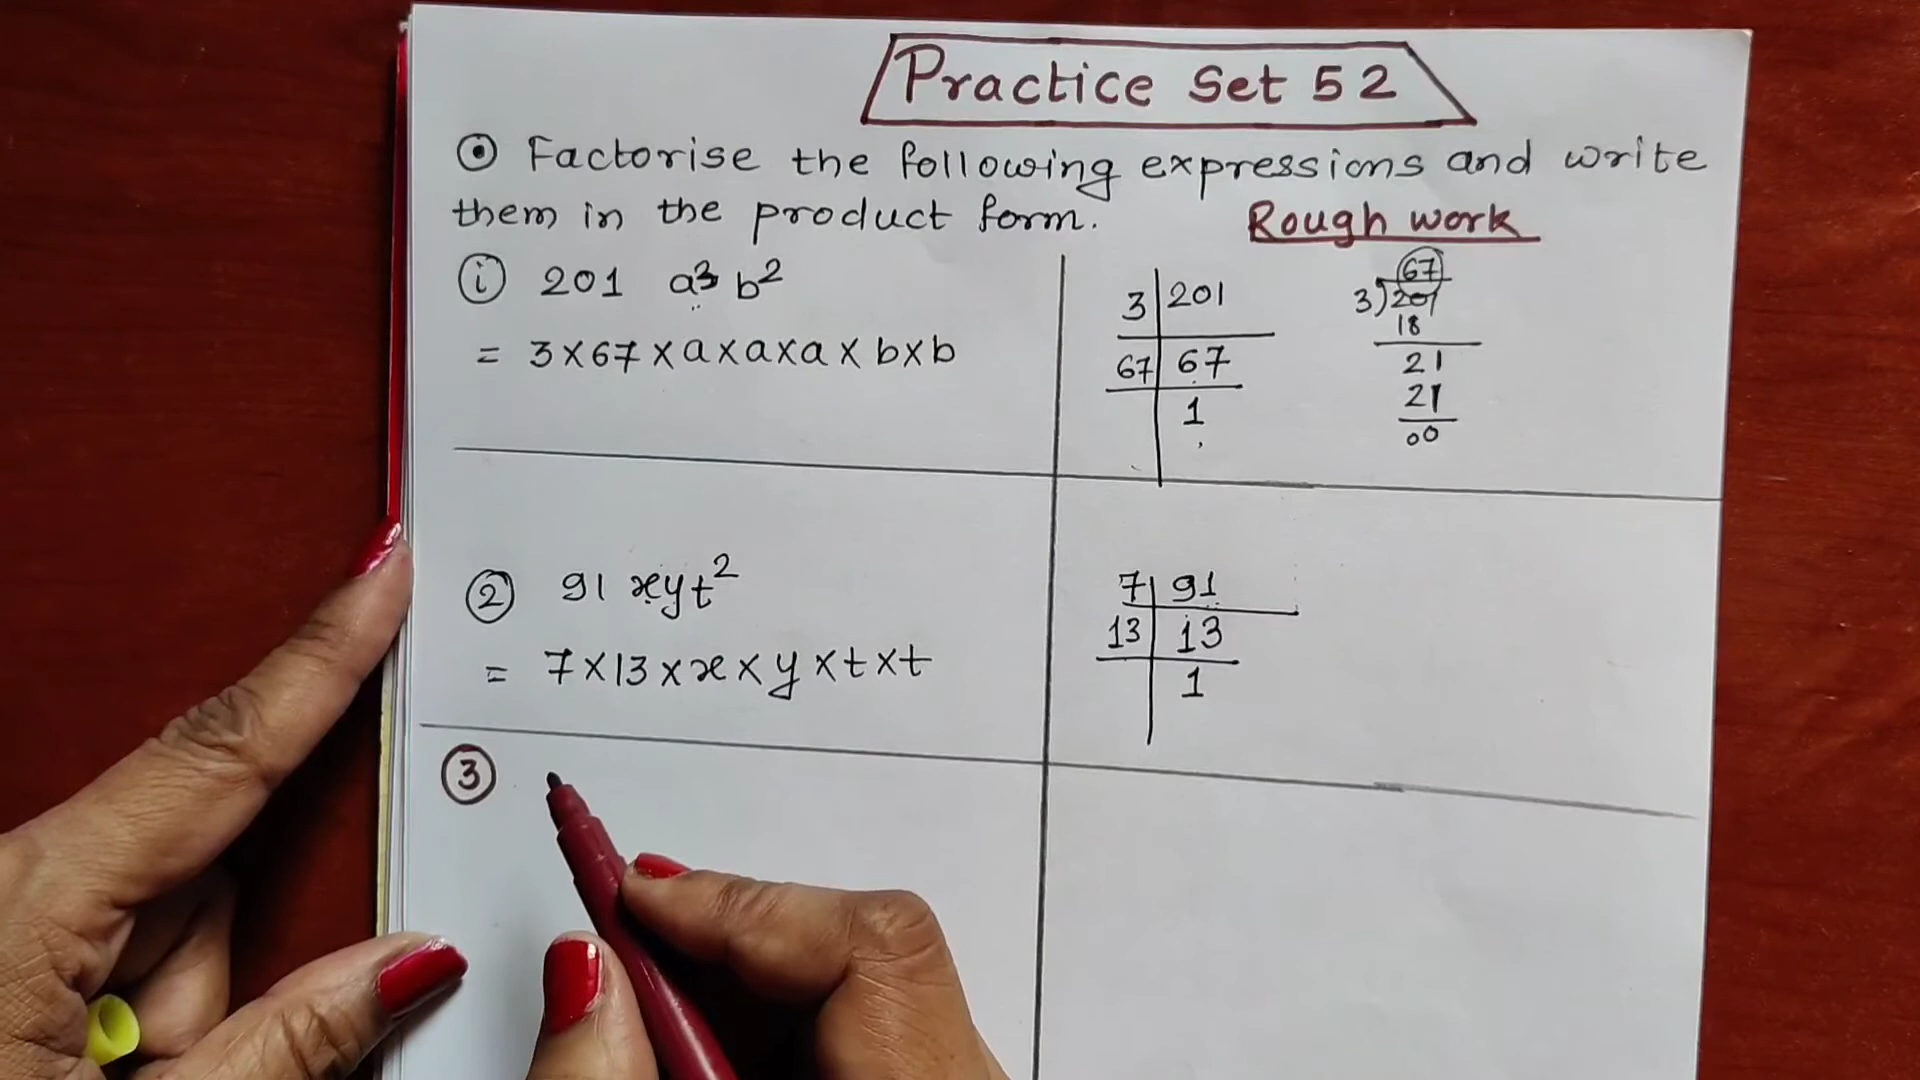 Practice Set 52
⊙ Factorise the following expressions and write
them in the product form.
Rough work
(i) 201 a³ b²
= 3×67×a×a×a×b×b
3|201
67|67
1
67
3)201
18
21
21
00
(2) 91 xyt²
= 7×13×x×y×t×t
7|91
13|13
1
(3)